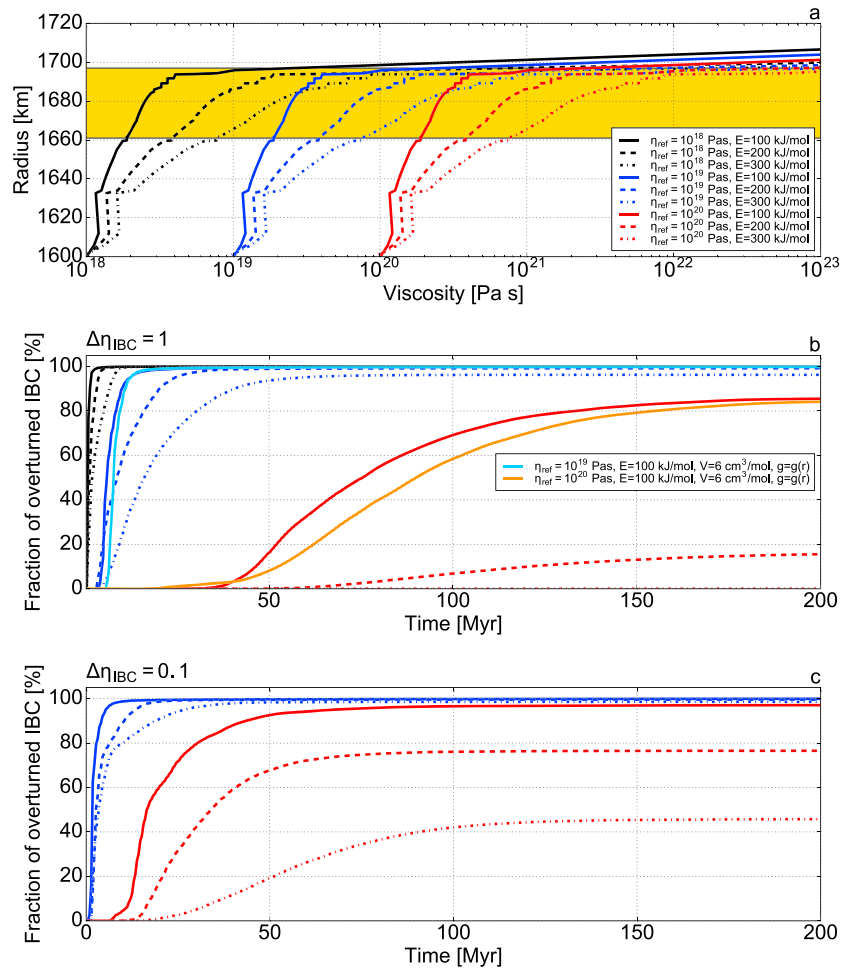 a
1720
1700
1680
1660
1640
1620
1600
Radius [km]
η_ref = 10^18 Pas, E=100 kJ/mol
η_ref = 10^18 Pas, E=200 kJ/mol
η_ref = 10^18 Pas, E=300 kJ/mol
η_ref = 10^19 Pas, E=100 kJ/mol
η_ref = 10^19 Pas, E=200 kJ/mol
η_ref = 10^19 Pas, E=300 kJ/mol
η_ref = 10^20 Pas, E=100 kJ/mol
η_ref = 10^20 Pas, E=200 kJ/mol
η_ref = 10^20 Pas, E=300 kJ/mol
10^18 10^19 10^20 10^21 10^22 10^23
Viscosity [Pa s]
Δη_IBC = 1
b
100
80
60
40
20
0
Fraction of overturned IBC [%]
η_ref = 10^19 Pas, E=100 kJ/mol, V=6 cm^3/mol, g=g(r)
η_ref = 10^20 Pas, E=100 kJ/mol, V=6 cm^3/mol, g=g(r)
50 100 150 200
Time [Myr]
Δη_IBC = 0.1
c
100
80
60
40
20
0
Fraction of overturned IBC [%]
0 50 100 150 200
Time [Myr]